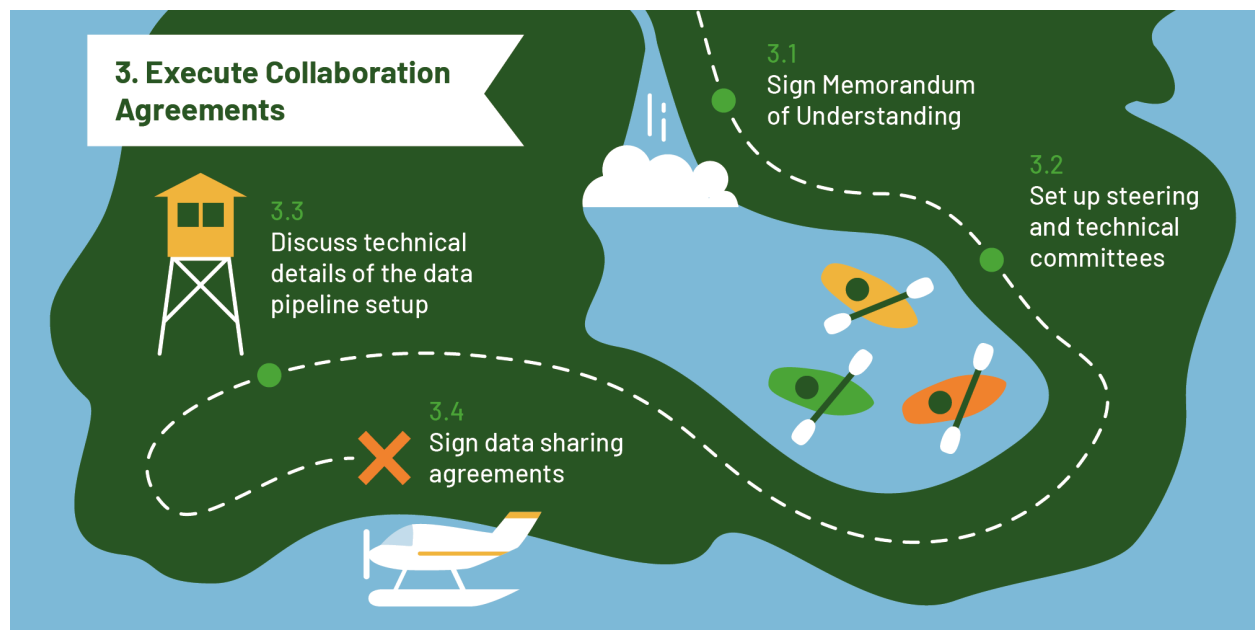 3. Execute Collaboration
Agreements
3.1
Sign Memorandum
of Understanding
3.2
Set up steering
and technical
committees
3.3
Discuss technical
details of the data
pipeline setup
3.4
Sign data sharing
agreements